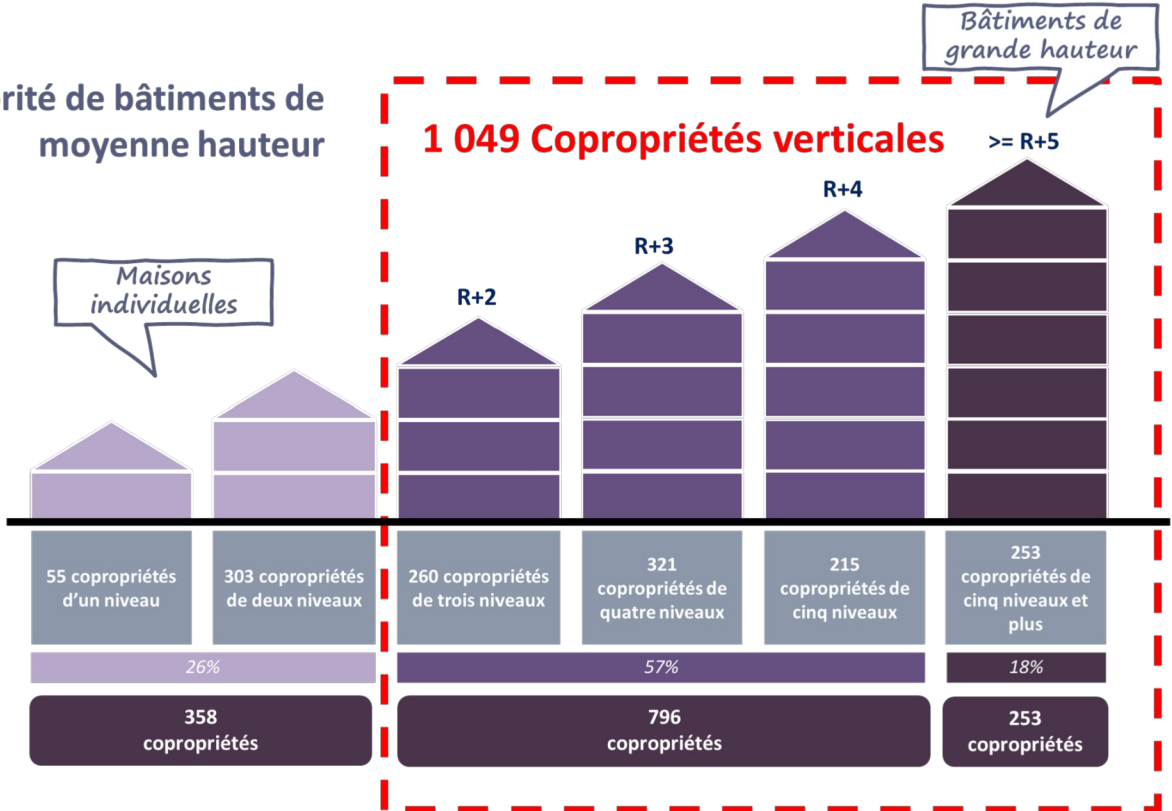 Bâtiments de
grande hauteur
orité de bâtiments de
moyenne hauteur
1 049 Copropriétés verticales
>= R+5
R+4
R+3
R+2
Maisons
individuelles
55 copropriétés
d'un niveau
303 copropriétés
de deux niveaux
260 copropriétés
de trois niveaux
321
copropriétés de
quatre niveaux
215
copropriétés de
cinq niveaux
253
copropriétés de
cinq niveaux et
plus
26%
57%
18%
358
copropriétés
796
copropriétés
253
copropriétés